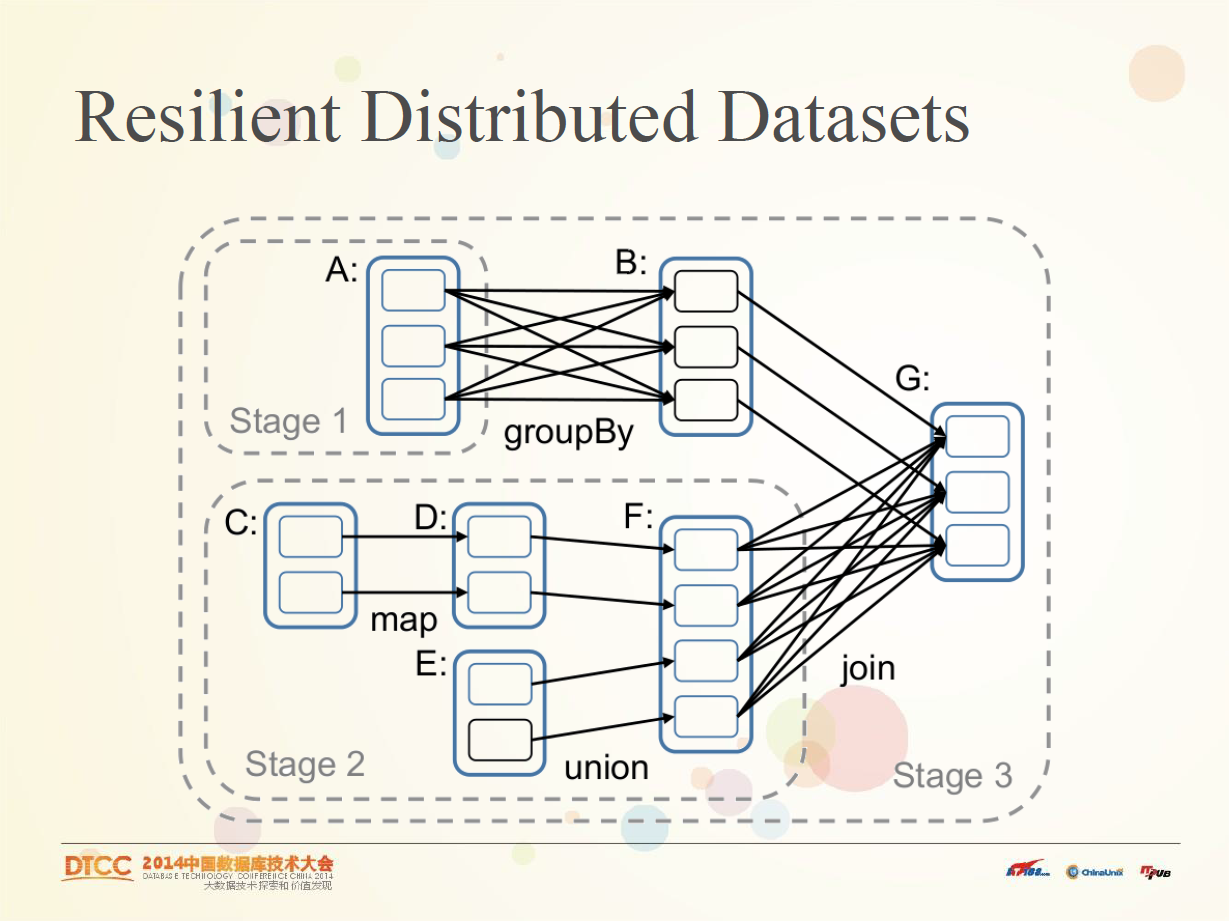 Resilient Distributed Datasets
A:
B:
G:
Stage 1
groupBy
C:
D:
F:
map
E:
join
Stage 2
union
Stage 3
DTCC 2014中国数据库技术大会
DATABASE TECHNOLOGY CONFERENCE CHINA 2014
大数据技术探索和价值发现
ChinaUnix
ITPUB